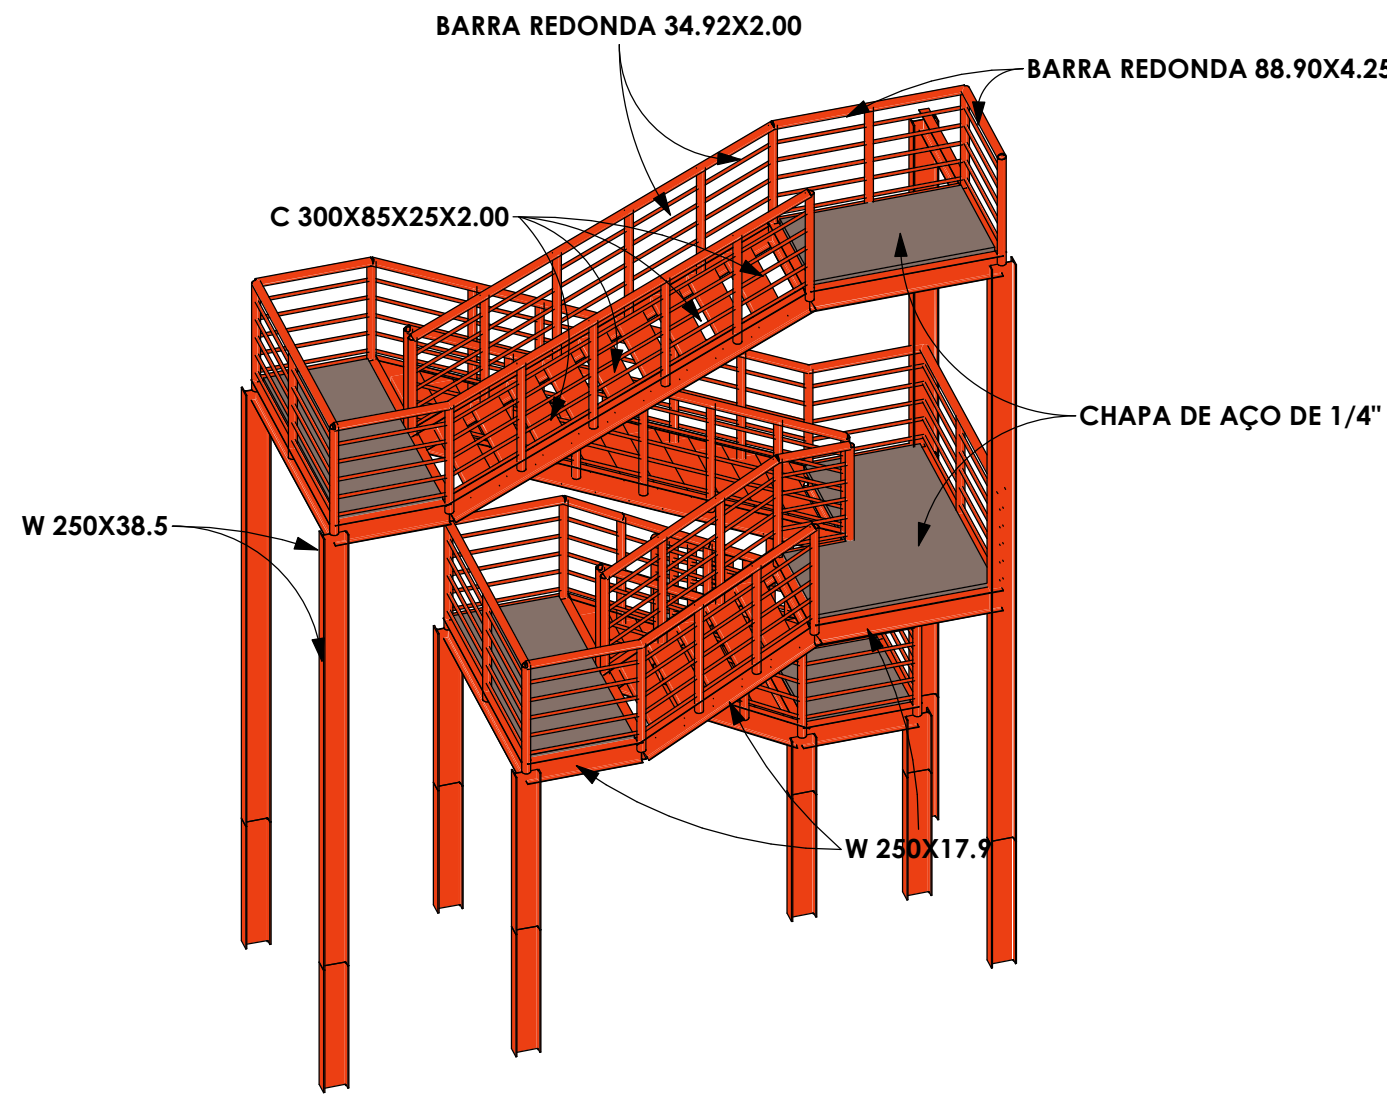 BARRA REDONDA 34.92X2.00
BARRA REDONDA 88.90X4.25
C 300X85X25X2.00
CHAPA DE AÇO DE 1/4"
W 250X38.5
W 250X17.9